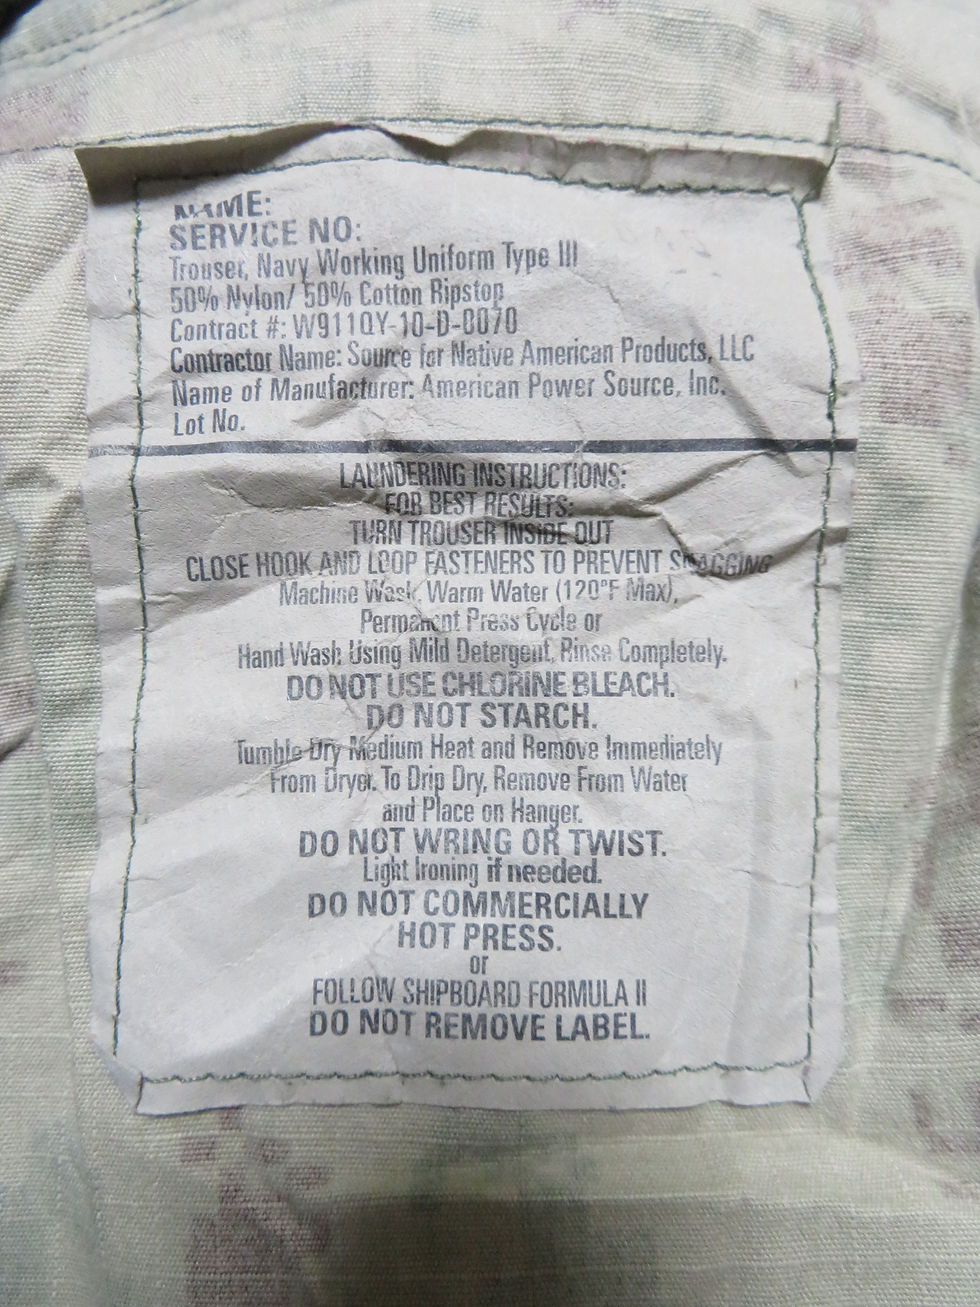 NAME:
SERVICE NO:
Trouser, Navy Working Uniform Type III
50% Nylon/ 50% Cotton Ripstop
Contract #: W911QY-10-D-0070
Contractor Name: Source for Native American Products, LLC
Name of Manufacturer: American Power Source, Inc.
Lot No.
LAUNDERING INSTRUCTIONS:
FOR BEST RESULTS:
TURN TROUSER INSIDE OUT
CLOSE HOOK AND LOOP FASTENERS TO PREVENT SNAGGING
Machine Wash, Warm Water (120°F Max),
Permanent Press Cycle or
Hand Wash Using Mild Detergent, Rinse Completely.
DO NOT USE CHLORINE BLEACH.
DO NOT STARCH.
Tumble Dry Medium Heat and Remove Immediately
From Dryer. To Drip Dry, Remove From Water
and Place on Hanger.
DO NOT WRING OR TWIST.
Light Ironing if needed.
DO NOT COMMERCIALLY
HOT PRESS.
or
FOLLOW SHIPBOARD FORMULA II
DO NOT REMOVE LABEL.